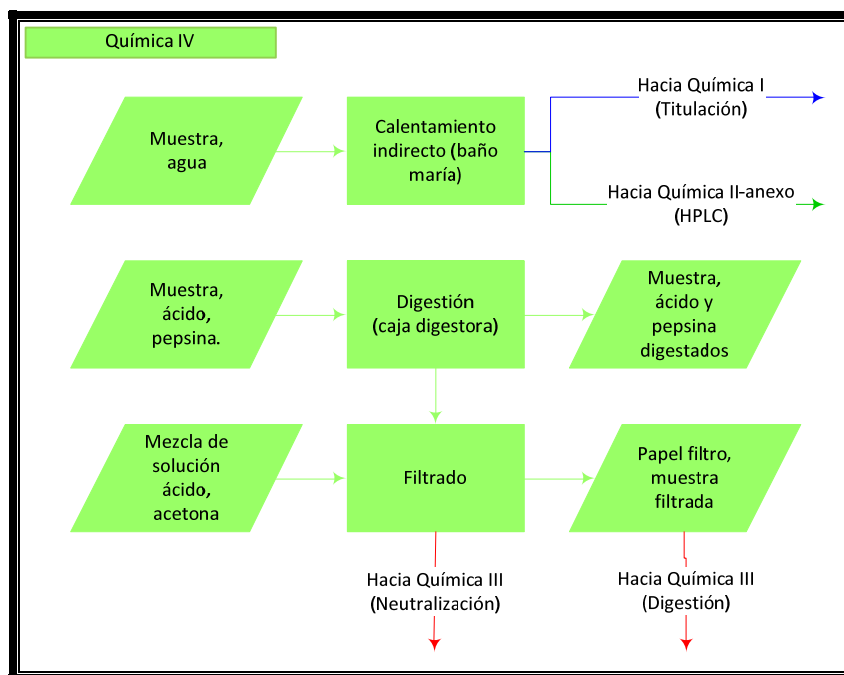 Química IV
Muestra,
agua
Calentamiento
indirecto (baño
maría)
Hacia Química I
(Titulación)
Hacia Química II-anexo
(HPLC)
Muestra,
ácido,
pepsina.
Digestión
(caja digestora)
Muestra,
ácido y
pepsina
digestados
Mezcla de
solución
ácido,
acetona
Filtrado
Papel filtro,
muestra
filtrada
Hacia Química III
(Neutralización)
Hacia Química III
(Digestión)